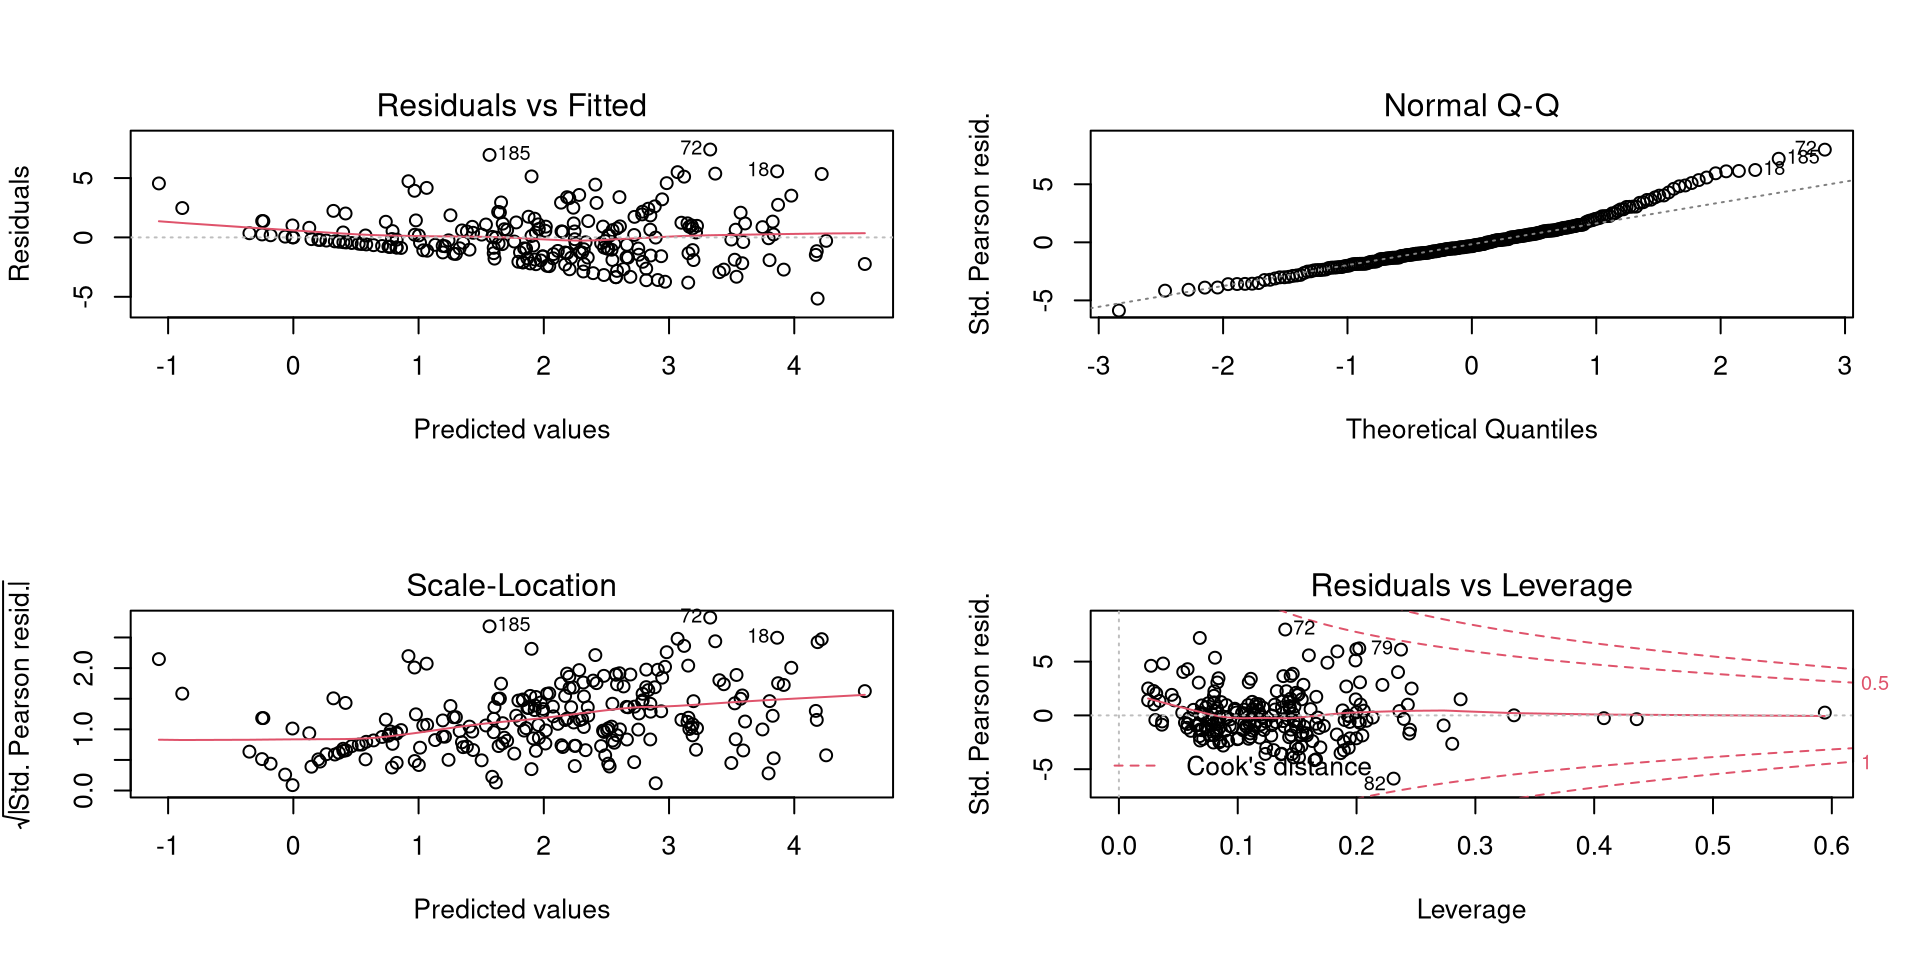 Residuals vs Fitted
Residuals
5
0
-5
185
72
18
-1 0 1 2 3 4
Predicted values
Normal Q-Q
Std. Pearson resid.
5
0
-5
72
185
18
-3 -2 -1 0 1 2 3
Theoretical Quantiles
Scale-Location
√|Std. Pearson resid.|
2.0
1.0
0.0
185
72
18
-1 0 1 2 3 4
Predicted values
Residuals vs Leverage
Std. Pearson resid.
5
0
-5
72
79
82
0.5
1
Cook's distance
0.0 0.1 0.2 0.3 0.4 0.5 0.6
Leverage